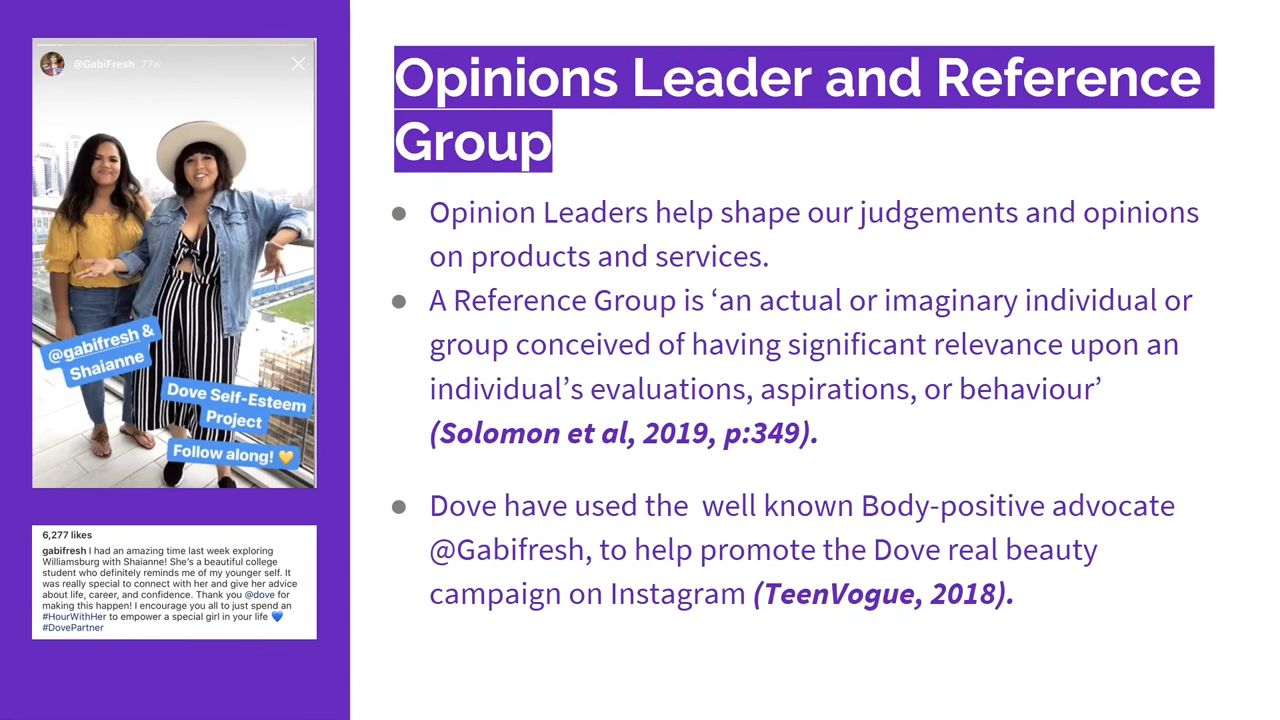 @GabiFresh 77w
@gabifresh &
Shaianne
Dove Self-Esteem
Project
Follow along! 💛
6,277 likes
gabifresh I had an amazing time last week exploring
Williamsburg with Shaianne! She's a beautiful college
student who definitely reminds me of my younger self. It
was really special to connect with her and give her advice
about life, career, and confidence. Thank you @dove for
making this happen! I encourage you all to just spend an
#HourWithHer to empower a special girl in your life 💙
#DovePartner
Opinions Leader and Reference
Group
● Opinion Leaders help shape our judgements and opinions
on products and services.
● A Reference Group is ‘an actual or imaginary individual or
group conceived of having significant relevance upon an
individual’s evaluations, aspirations, or behaviour’
(Solomon et al, 2019, p:349).
● Dove have used the  well known Body-positive advocate
@Gabifresh, to help promote the Dove real beauty
campaign on Instagram (TeenVogue, 2018).